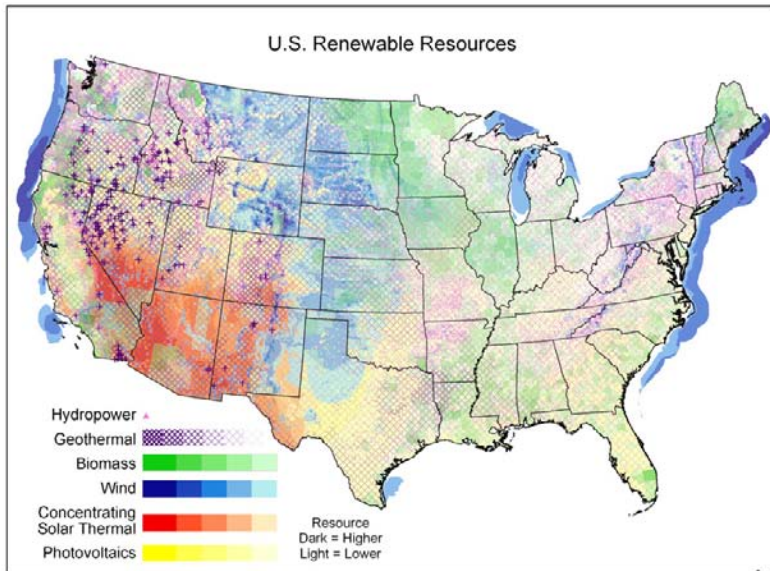 U.S. Renewable Resources
Hydropower
Geothermal
Biomass
Wind
Concentrating
Solar Thermal
Photovoltaics
Resource
Dark = Higher
Light = Lower